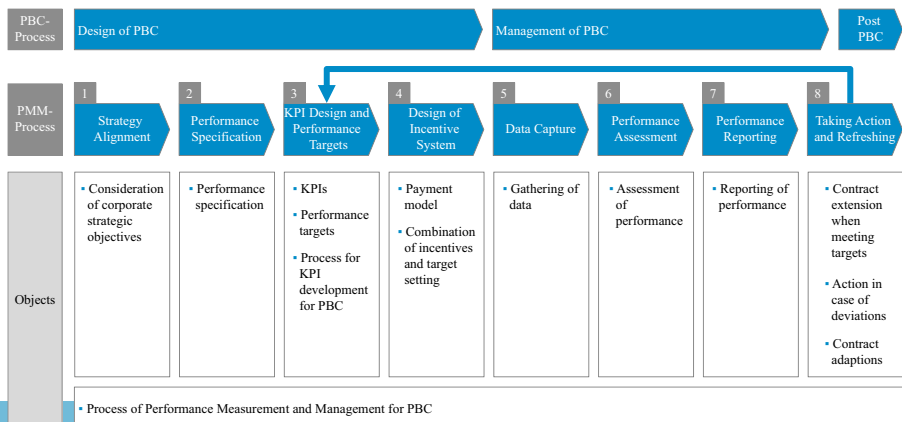 PBC-
Process
Design of PBC
Management of PBC
Post
PBC
PMM-
Process
1
Strategy
Alignment
2
Performance
Specification
3
KPI Design and
Performance
Targets
4
Design of
Incentive
System
5
Data Capture
6
Performance
Assessment
7
Performance
Reporting
8
Taking Action
and Refreshing
Objects
▪ Consideration
of corporate
strategic
objectives
▪ Performance
specification
▪ KPIs
▪ Performance
targets
▪ Process for
KPI
development
for PBC
▪ Payment
model
▪ Combination
of incentives
and target
setting
▪ Gathering of
data
▪ Assessment
of
performance
▪ Reporting of
performance
▪ Contract
extension
when
meeting
targets
▪ Action in
case of
deviations
▪ Contract
adaptions
▪ Process of Performance Measurement and Management for PBC